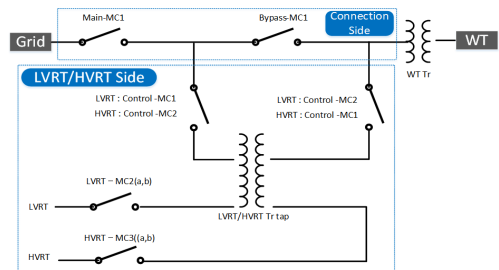 Main-MC1
Bypass-MC1
Connection
Side
Grid
WT
WT Tr
LVRT/HVRT Side
LVRT : Control -MC1
HVRT : Control -MC2
LVRT : Control -MC2
HVRT : Control -MC1
LVRT – MC2(a,b)
LVRT
LVRT/HVRT Tr tap
HVRT – MC3((a,b)
HVRT